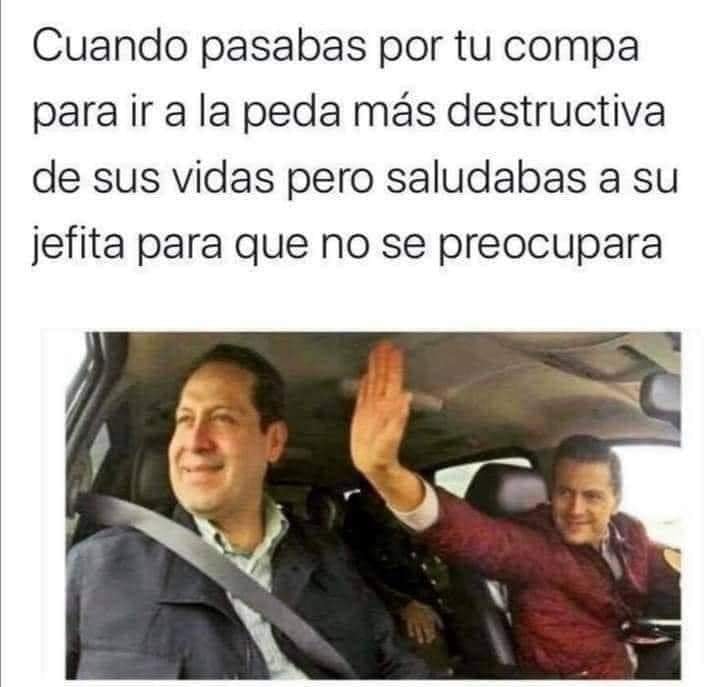 Cuando pasabas por tu compa
para ir a la peda más destructiva
de sus vidas pero saludabas a su
jefita para que no se preocupara